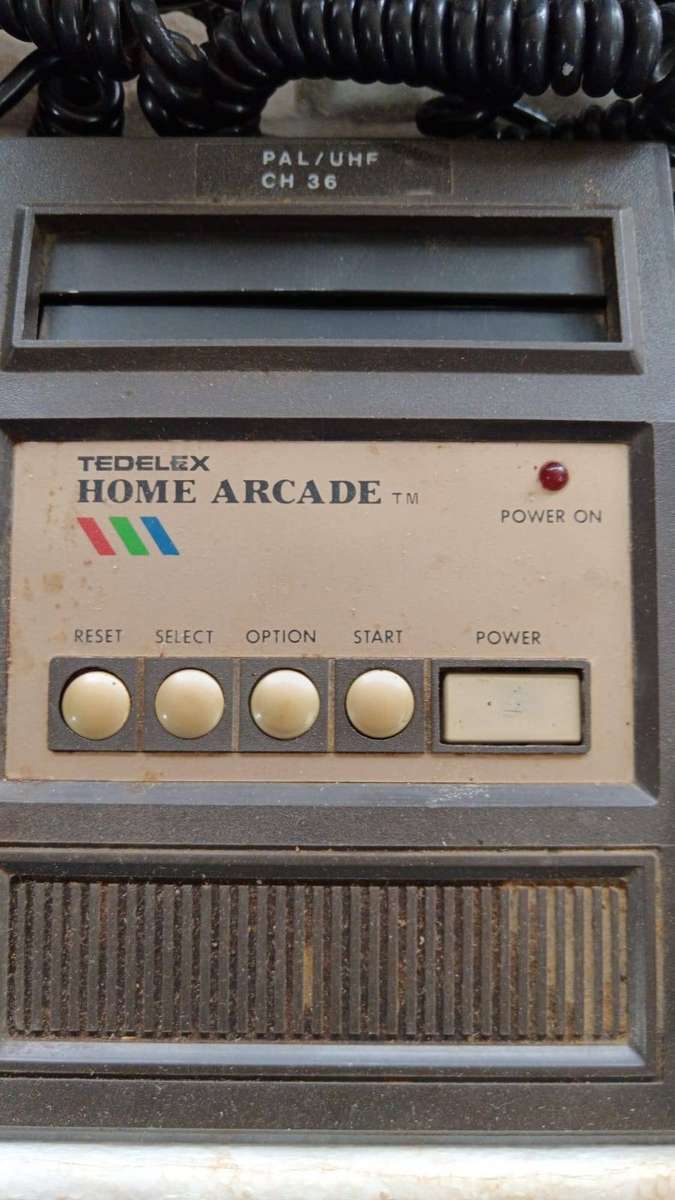 PAL/UHF
CH 36
TEDELEX
HOME ARCADE TM
POWER ON
RESET SELECT OPTION START POWER